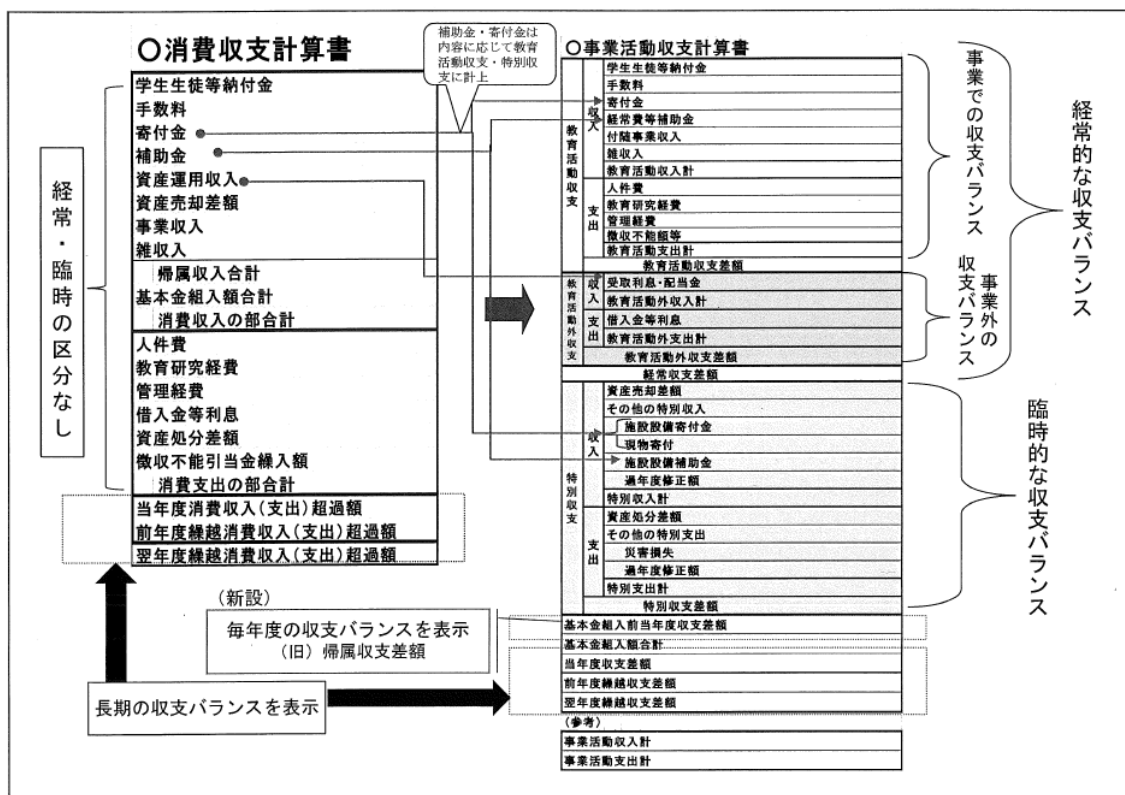 補助金・寄付金は
内容に応じて教育
活動収支・特別収
支に計上
〇消費収支計算書
学生生徒等納付金
手数料
寄付金
補助金
資産運用収入
資産売却差額
事業収入
雑収入
帰属収入合計
基本金組入額合計
消費収入の部合計
人件費
教育研究経費
管理経費
借入金等利息
資産処分差額
徴収不能引当金繰入額
消費支出の部合計
当年度消費収入(支出)超過額
前年度繰越消費収入(支出)超過額
翌年度繰越消費収入(支出)超過額
経常・臨時の区分なし
(新設)
毎年度の収支バランスを表示
(旧)帰属収支差額
長期の収支バランスを表示
〇事業活動収支計算書
教育活動収支
収入
学生生徒等納付金
手数料
寄付金
経常費等補助金
付随事業収入
雑収入
教育活動収入計
支出
人件費
教育研究経費
管理経費
徴収不能額等
教育活動支出計
教育活動収支差額
教育活動外収支
収入
受取利息・配当金
教育活動外収入計
支出
借入金等利息
教育活動外支出計
教育活動外収支差額
経常収支差額
特別収支
収入
資産売却差額
その他の特別収入
施設設備寄付金
現物寄付
施設設備補助金
過年度修正額
特別収入計
支出
資産処分差額
その他の特別支出
災害損失
過年度修正額
特別支出計
特別収支差額
基本金組入前当年度収支差額
基本金組入額合計
当年度収支差額
前年度繰越収支差額
翌年度繰越収支差額
(参考)
事業活動収入計
事業活動支出計
事業での収支バランス
事業外の
収支バランス
経常的な収支バランス
臨時的な収支バランス